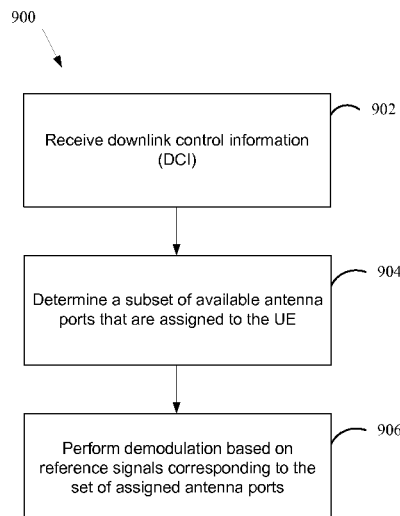 900
902
Receive downlink control information
(DCI)
904
Determine a subset of available antenna
ports that are assigned to the UE
906
Perform demodulation based on
reference signals corresponding to the
set of assigned antenna ports